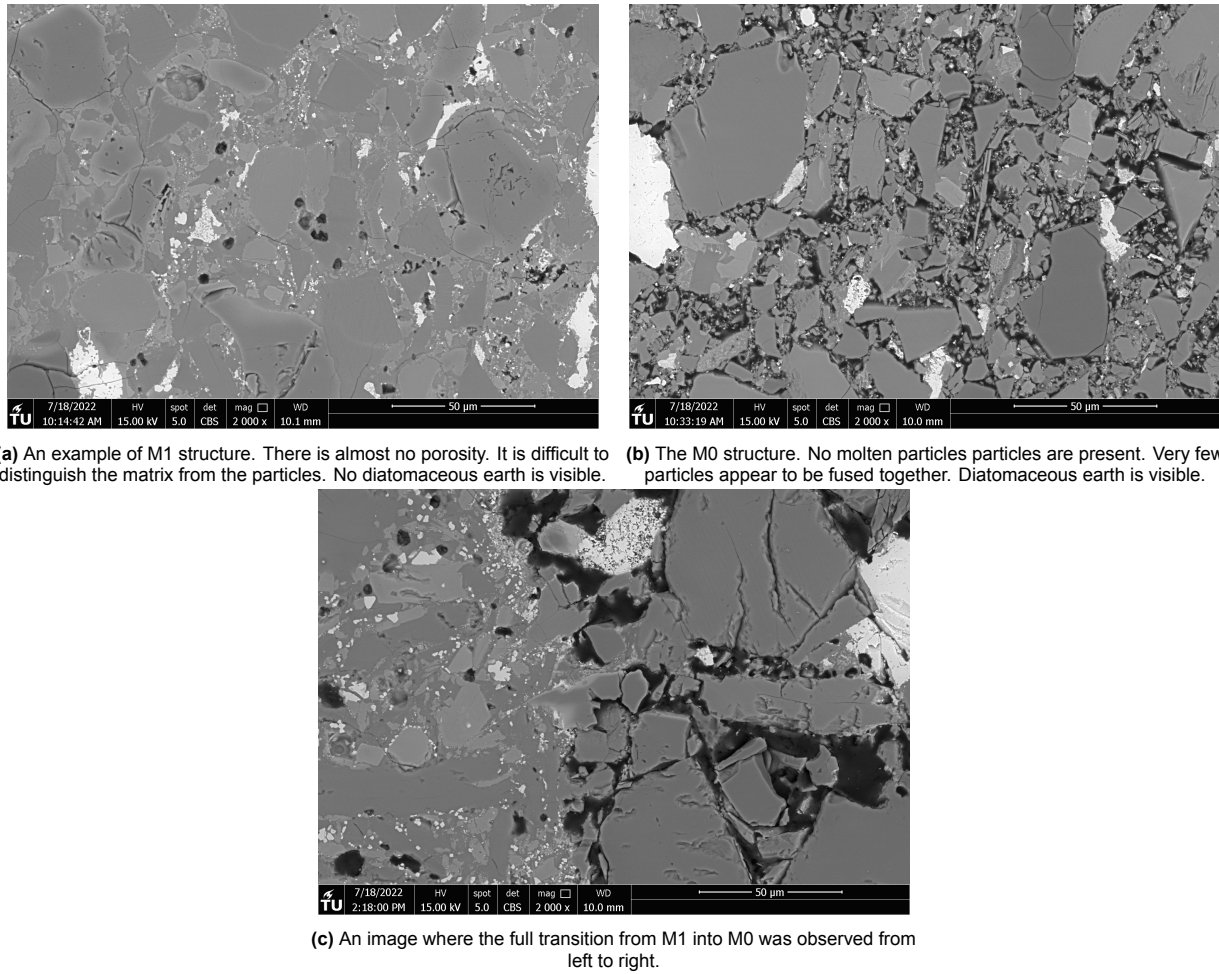 7/18/2022 HV spot det mag WD 50 µm
TU 10:14:42 AM 15.00 kV 5.0 CBS 2 000 x 10.1 mm
7/18/2022 HV spot det mag WD 50 µm
TU 10:33:19 AM 15.00 kV 5.0 CBS 2 000 x 10.0 mm
(a) An example of M1 structure. There is almost no porosity. It is difficult to
distinguish the matrix from the particles. No diatomaceous earth is visible.
(b) The M0 structure. No molten particles particles are present. Very few
particles appear to be fused together. Diatomaceous earth is visible.
7/18/2022 HV spot det mag WD 50 µm
TU 2:18:00 PM 15.00 kV 5.0 CBS 2 000 x 10.0 mm
(c) An image where the full transition from M1 into M0 was observed from
left to right.